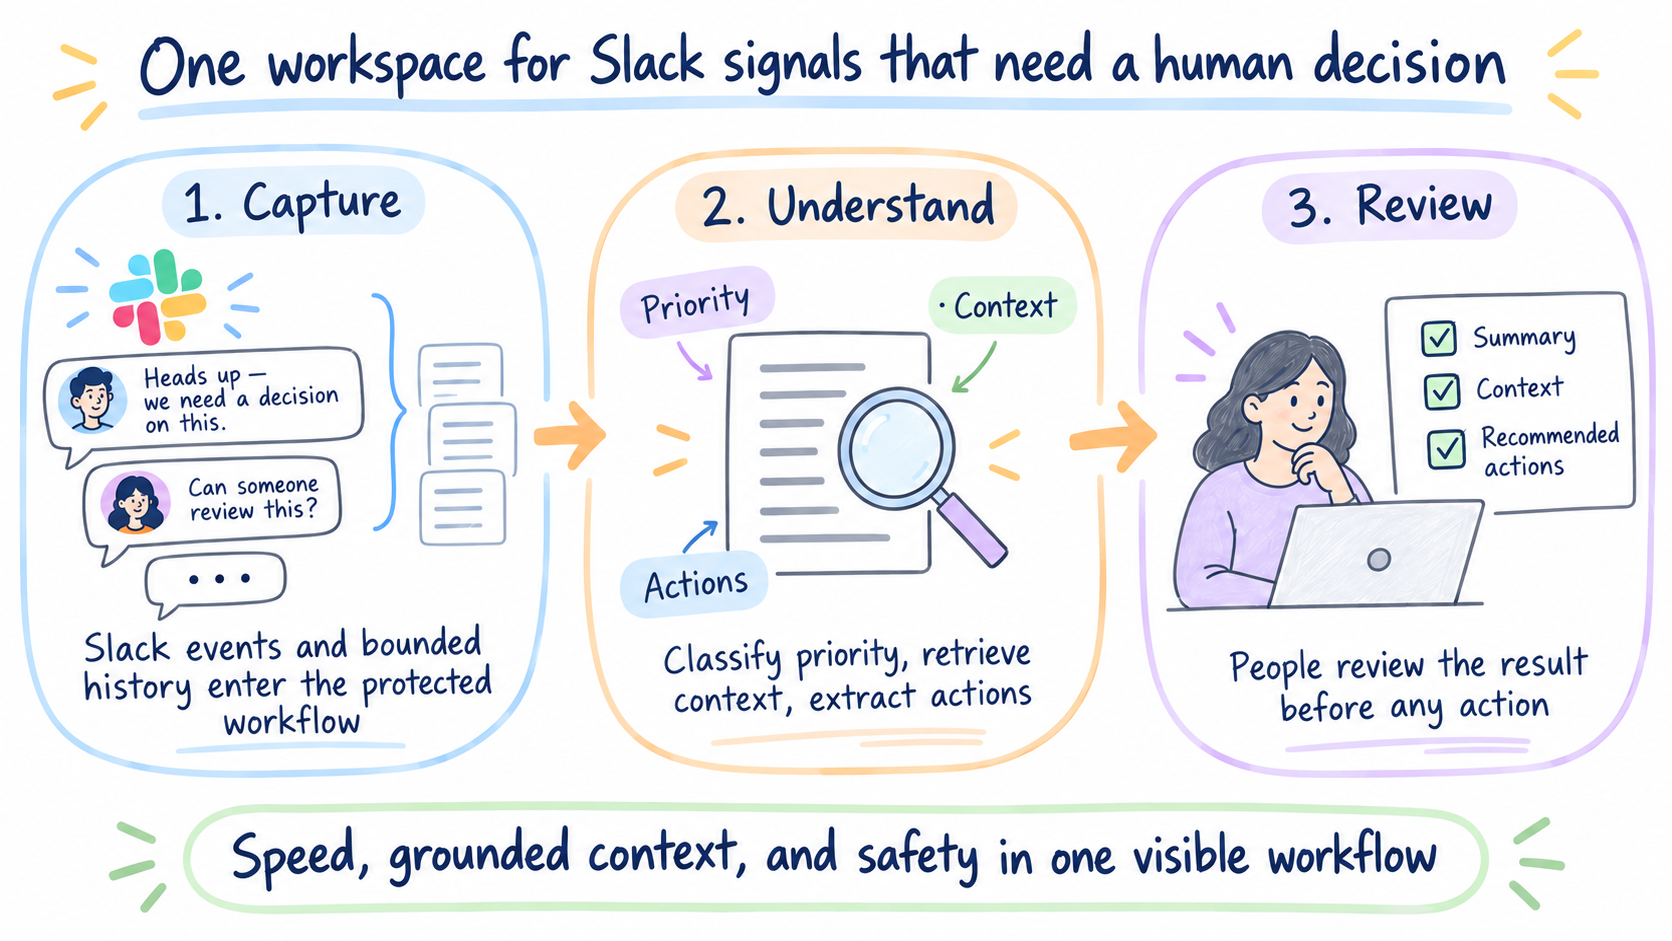 One workspace for Slack signals that need a human decision
1. Capture
Heads up —
we need a decision
on this.
Can someone
review this?
...
Slack events and bounded
history enter the protected
workflow
2. Understand
Priority
· Context
Actions
Classify priority, retrieve
context, extract actions
3. Review
Summary
Context
Recommended
actions
People review the result
before any action
Speed, grounded context, and safety in one visible workflow